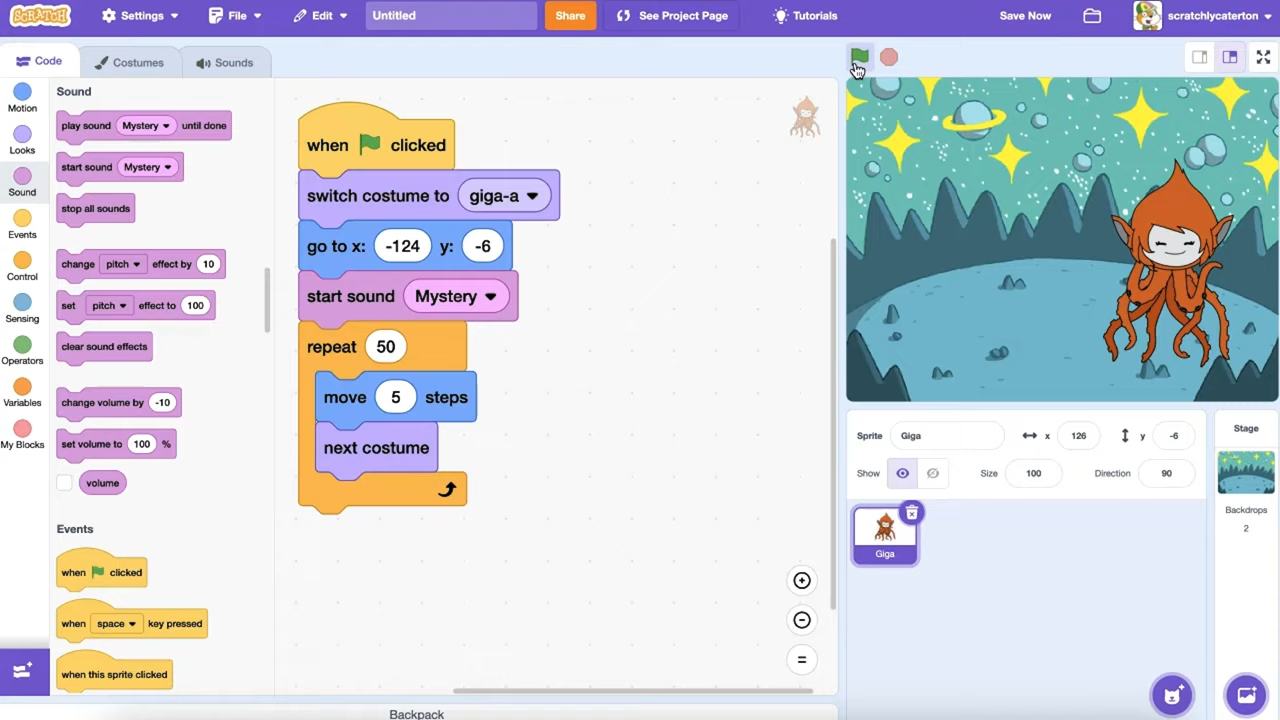 SCRATCH Settings File Edit Untitled Share See Project Page Tutorials Save Now scratchlycaterton
Code Costumes Sounds
Motion
Looks
Sound
Events
Control
Sensing
Operators
Variables
My Blocks
Sound
play sound Mystery until done
start sound Mystery
stop all sounds
change pitch effect by 10
set pitch effect to 100
clear sound effects
change volume by -10
set volume to 100 %
volume
Events
when clicked
when space key pressed
when this sprite clicked
when clicked
switch costume to giga-a
go to x: -124 y: -6
start sound Mystery
repeat 50
move 5 steps
next costume
Backpack
Sprite Giga x 126 y -6
Show Size 100 Direction 90
Giga
Stage
Backdrops
2